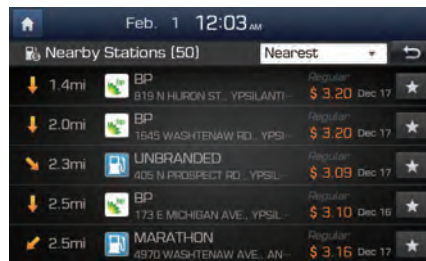 Feb. 1 12:03 AM
Nearby Stations (50) Nearest
1.4mi BP Regular
819 N HURON ST., YPSILANTI··· $ 3.20 Dec 17
2.0mi BP Regular
1645 WASHTENAW RD., YPSI··· $ 3.20 Dec 17
2.3mi UNBRANDED Regular
405 N PROSPECT RD., YPSIL··· $ 3.09 Dec 17
2.5mi BP Regular
173 E MICHIGAN AVE., YPSIL··· $ 3.10 Dec 16
2.5mi MARATHON Regular
4970 WASHTENAW AVE., AN··· $ 3.16 Dec 17